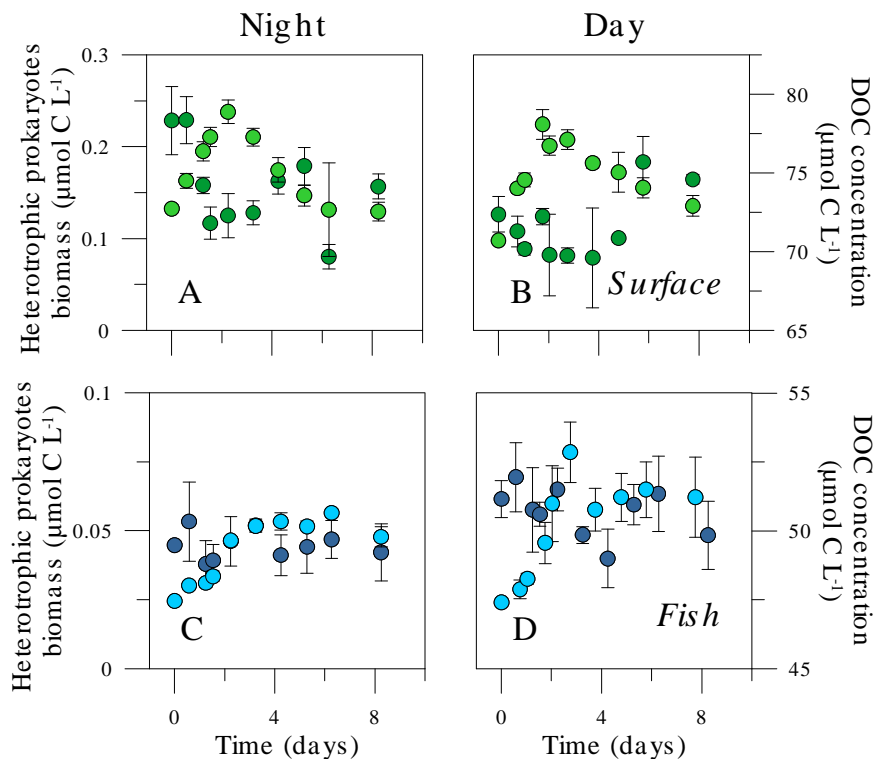 Night
Day
Heterotrophic prokaryotes
biomass (µmol C L-1)
0.3
0.2
0.1
0
A
B
Surface
80
75
70
65
DOC concentration
(µmol C L-1)
Heterotrophic prokaryotes
biomass (µmol C L-1)
0.1
0.05
0
C
D
Fish
55
50
45
DOC concentration
(µmol C L-1)
0
4
8
0
4
8
Time (days)
Time (days)